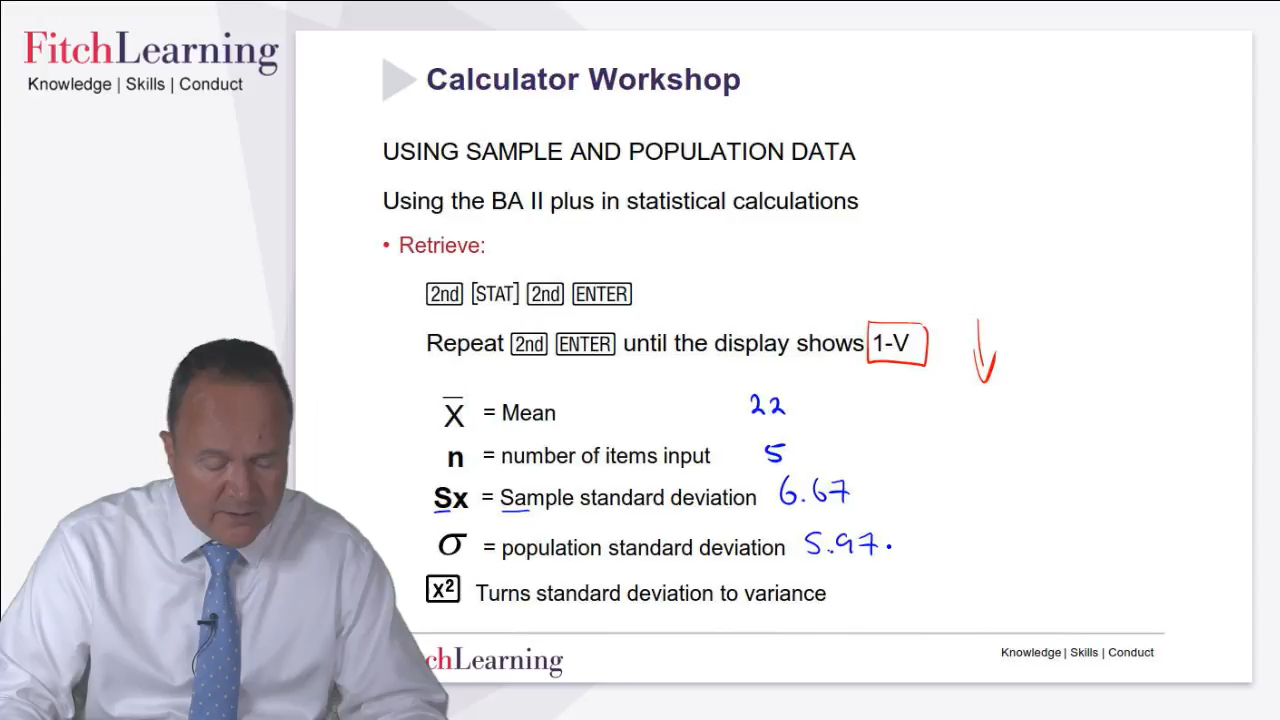 FitchLearning
Knowledge | Skills | Conduct
Calculator Workshop
USING SAMPLE AND POPULATION DATA
Using the BA II plus in statistical calculations
• Retrieve:
2nd [STAT] 2nd ENTER
Repeat 2nd ENTER until the display shows 1-V
X̅ = Mean 22
n = number of items input 5
Sx = Sample standard deviation 6.67
σ = population standard deviation 5.97
x² Turns standard deviation to variance
chLearning
Knowledge | Skills | Conduct